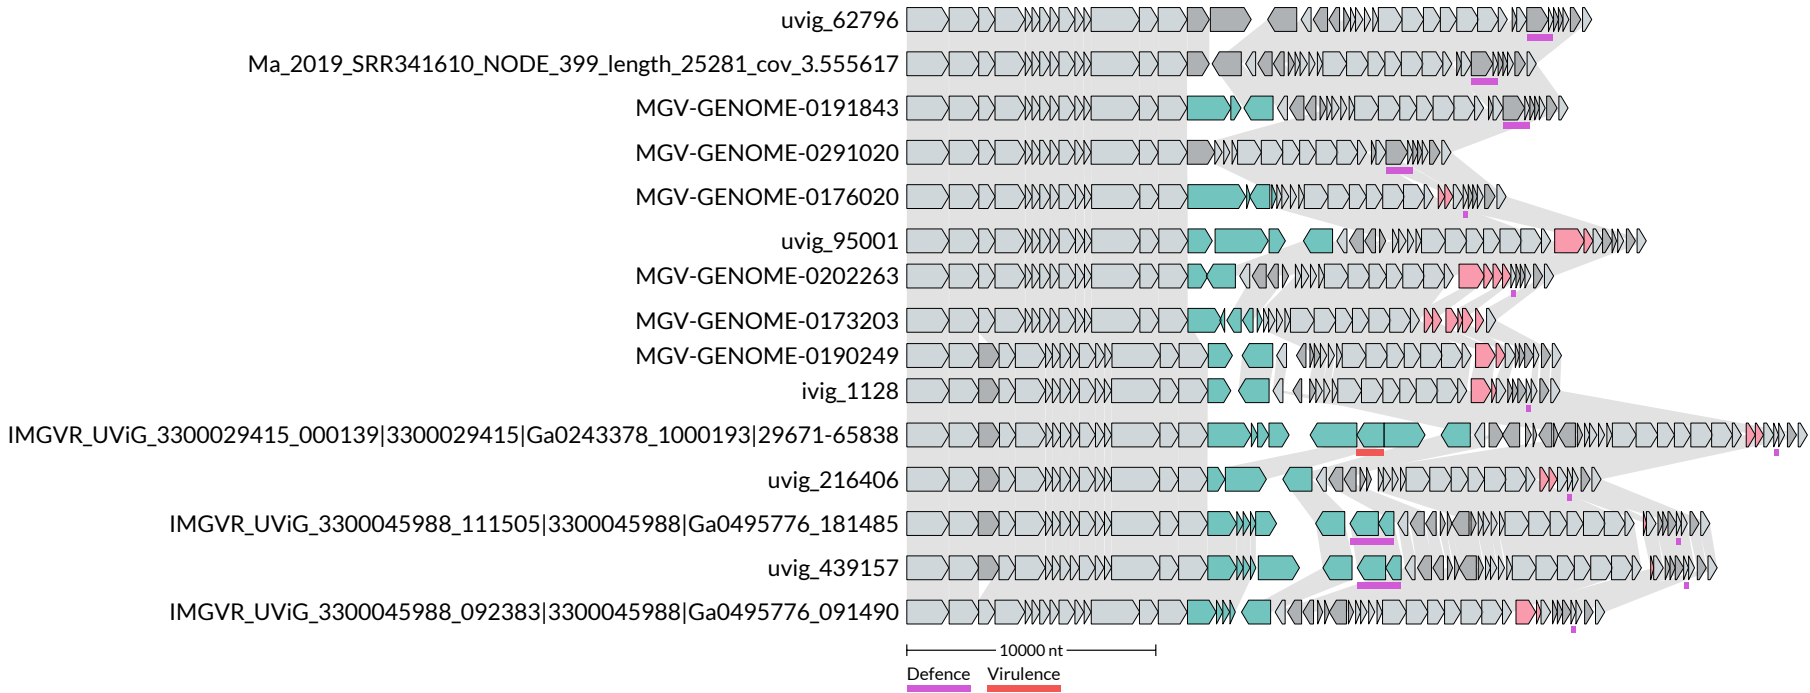 uvig_62796
Ma_2019_SRR341610_NODE_399_length_25281_cov_3.555617
MGV-GENOME-0191843
MGV-GENOME-0291020
MGV-GENOME-0176020
uvig_95001
MGV-GENOME-0202263
MGV-GENOME-0173203
MGV-GENOME-0190249
ivig_1128
IMGVR_UViG_3300029415_000139|3300029415|Ga0243378_1000193|29671-65838
uvig_216406
IMGVR_UViG_3300045988_111505|3300045988|Ga0495776_181485
uvig_439157
IMGVR_UViG_3300045988_092383|3300045988|Ga0495776_091490
10000 nt
Defence Virulence